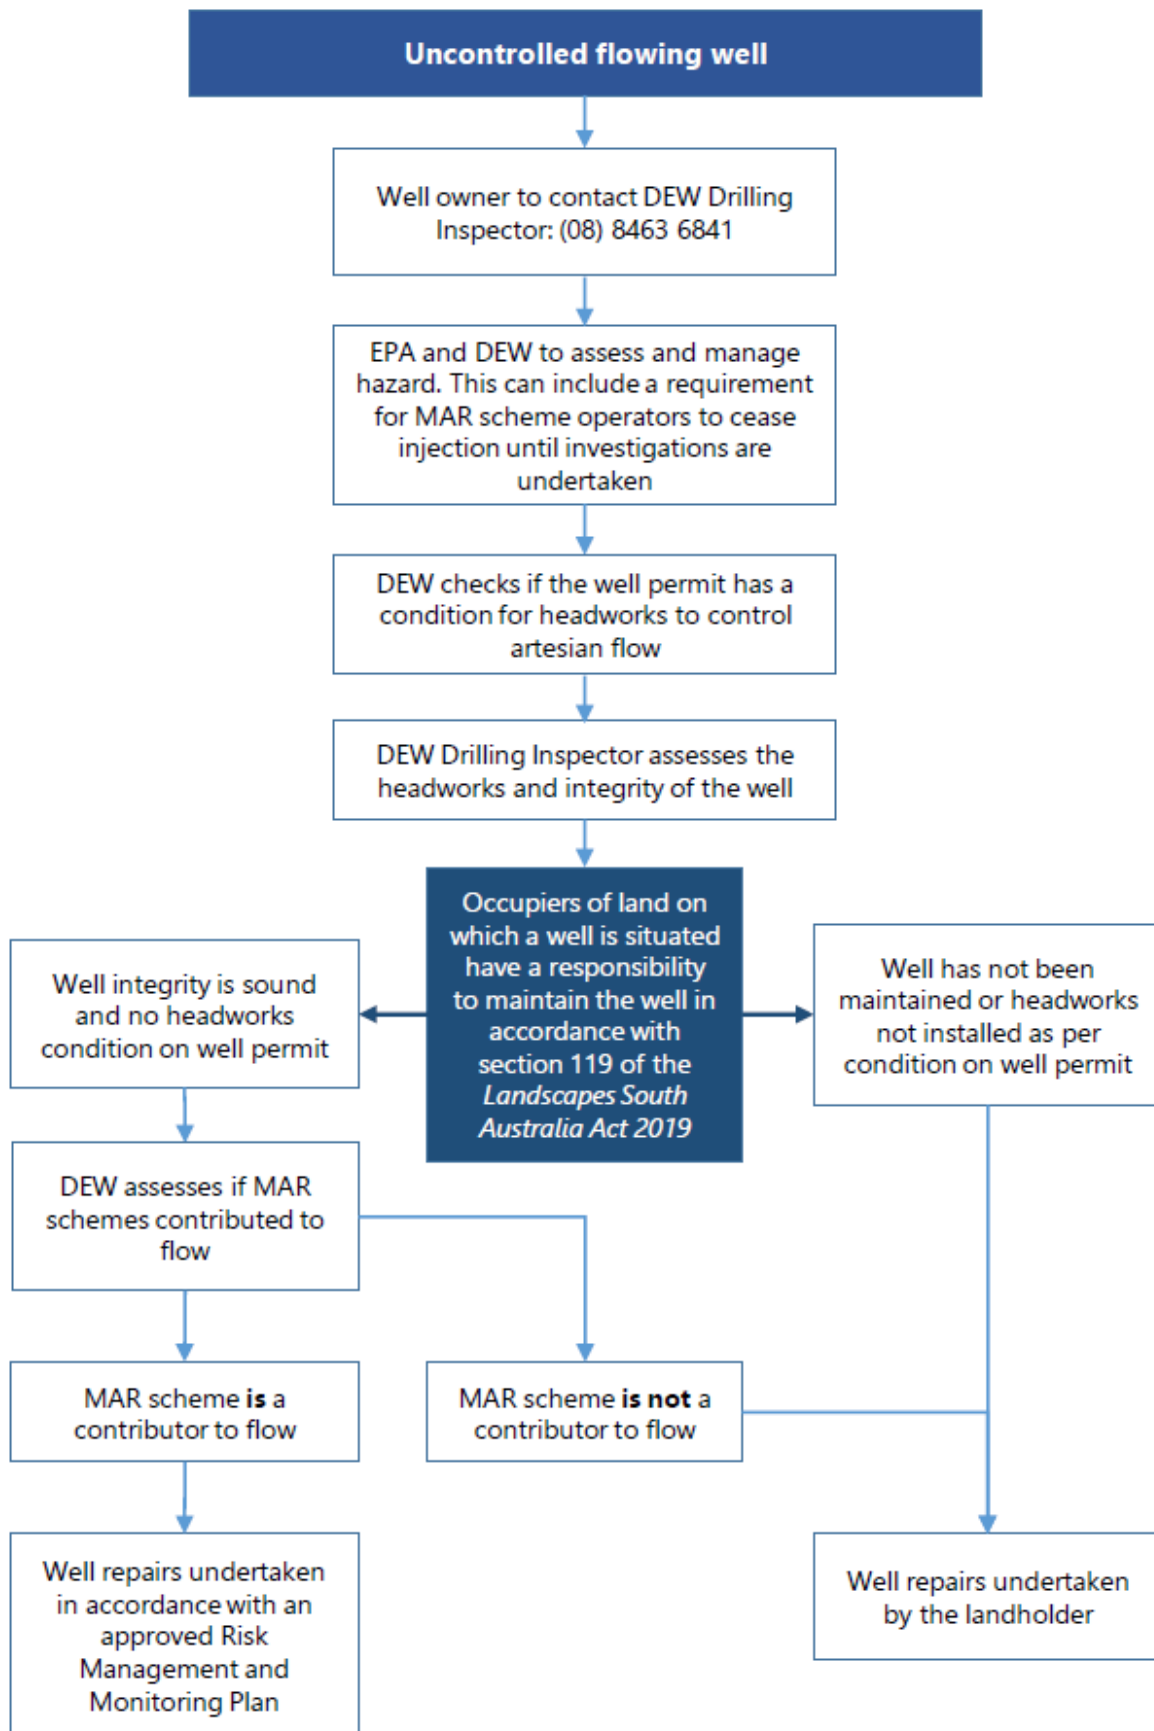 Uncontrolled flowing well
Well owner to contact DEW Drilling
Inspector: (08) 8463 6841
EPA and DEW to assess and manage
hazard. This can include a requirement
for MAR scheme operators to cease
injection until investigations are
undertaken
DEW checks if the well permit has a
condition for headworks to control
artesian flow
DEW Drilling Inspector assesses the
headworks and integrity of the well
Occupiers of land on
which a well is situated
have a responsibility
to maintain the well in
accordance with
section 119 of the
Landscapes South
Australia Act 2019
Well integrity is sound
and no headworks
condition on well permit
Well has not been
maintained or headworks
not installed as per
condition on well permit
DEW assesses if MAR
schemes contributed to
flow
MAR scheme is a
contributor to flow
MAR scheme is not a
contributor to flow
Well repairs undertaken
in accordance with an
approved Risk
Management and
Monitoring Plan
Well repairs undertaken
by the landholder